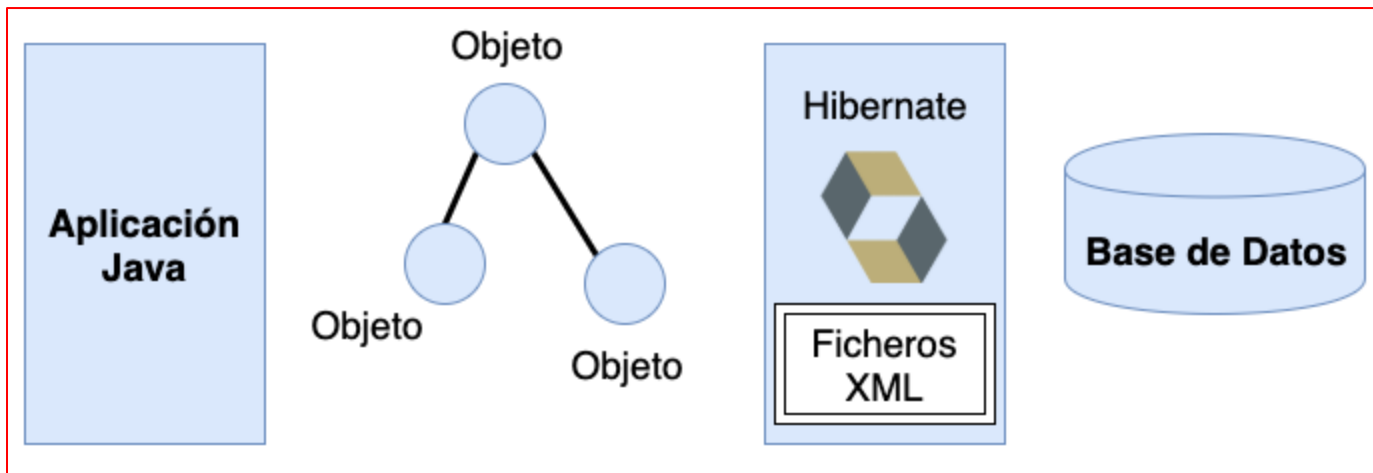 Aplicación
Java
Objeto
Objeto
Objeto
Hibernate
Ficheros
XML
Base de Datos